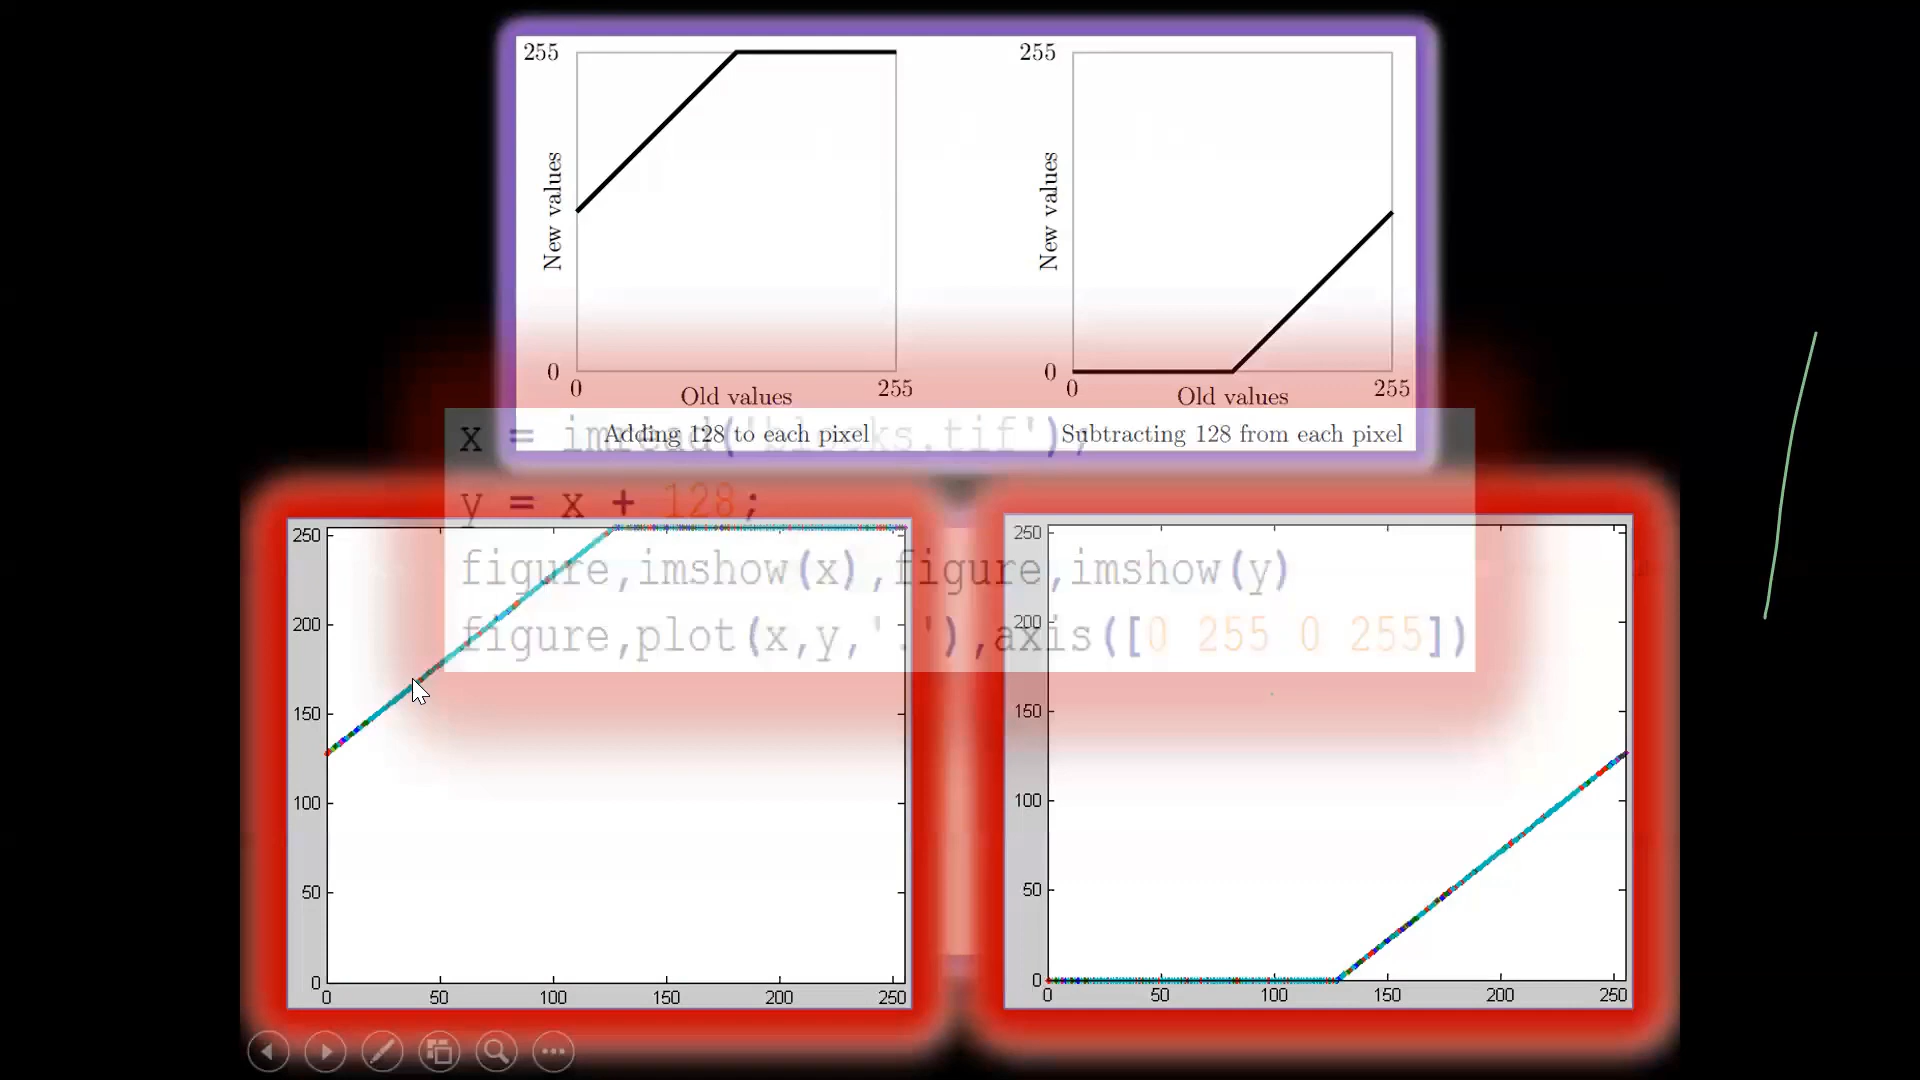 255
New values
0
0
255
Old values
Adding 128 to each pixel
255
New values
0
0
255
Old values
Subtracting 128 from each pixel
x = imread('blocks.tif');
y = x + 128;
figure,imshow(x),figure,imshow(y)
figure,plot(x,y,'.'),axis([0 255 0 255])
250
200
150
100
50
0
0 50 100 150 200 250
250
200
150
100
50
0
0 50 100 150 200 250